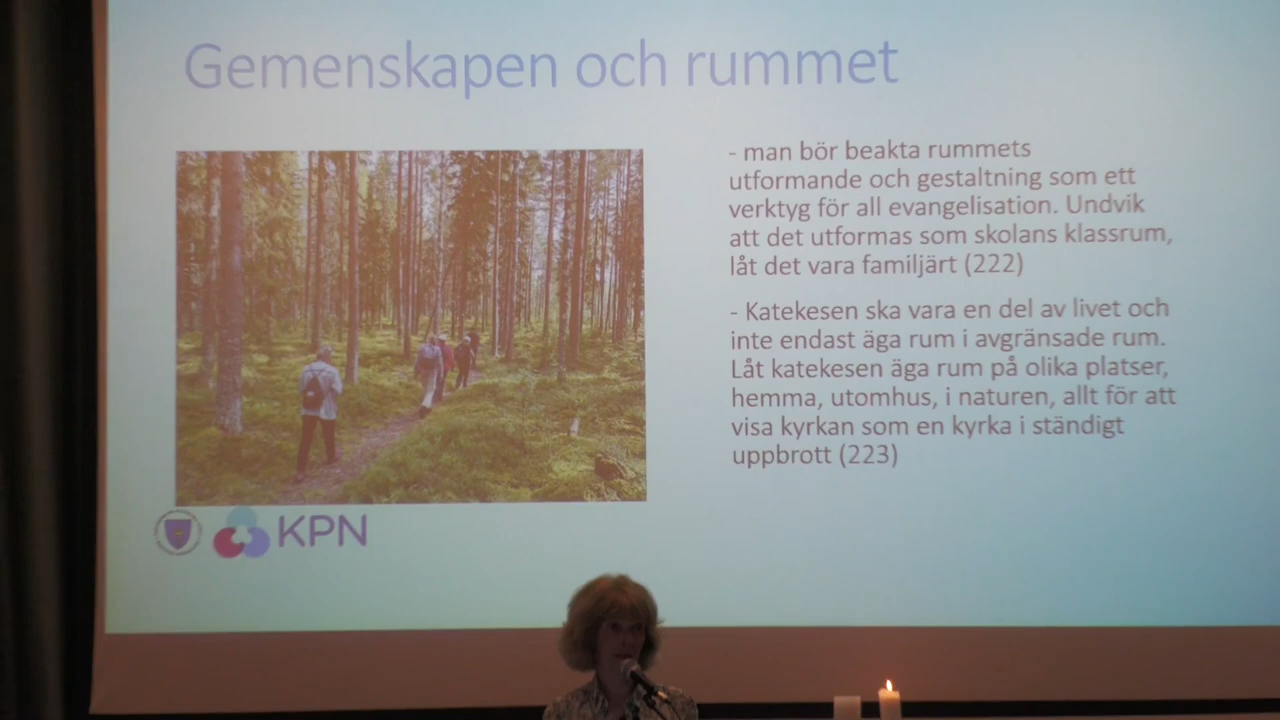 Gemenskapen och rummet
- man bör beakta rummets
utformande och gestaltning som ett
verktyg för all evangelisation. Undvik
att det utformas som skolans klassrum,
låt det vara familjärt (222)
- Katekesen ska vara en del av livet och
inte endast äga rum i avgränsade rum.
Låt katekesen äga rum på olika platser,
hemma, utomhus, i naturen, allt för att
visa kyrkan som en kyrka i ständigt
uppbrott (223)
KPN